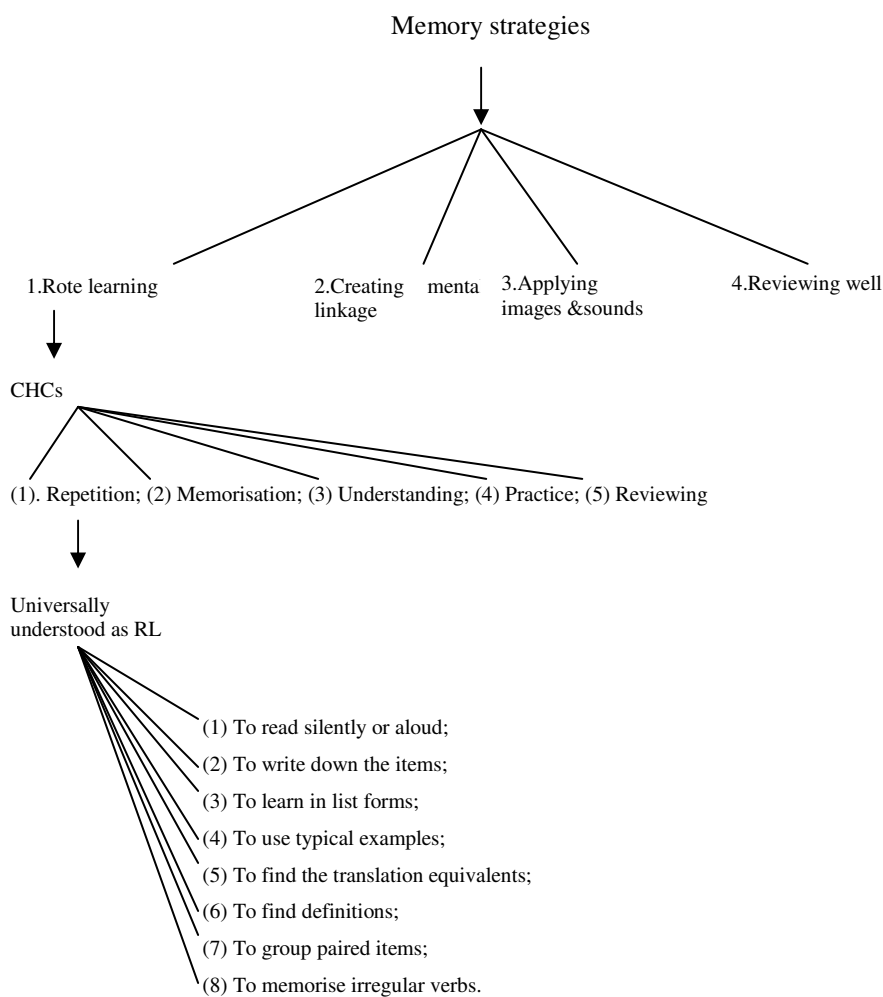 Memory strategies
1.Rote learning
2.Creating menta
linkage
3.Applying
images &sounds
4.Reviewing well
CHCs
(1). Repetition; (2) Memorisation; (3) Understanding; (4) Practice; (5) Reviewing
Universally
understood as RL
(1) To read silently or aloud;
(2) To write down the items;
(3) To learn in list forms;
(4) To use typical examples;
(5) To find the translation equivalents;
(6) To find definitions;
(7) To group paired items;
(8) To memorise irregular verbs.